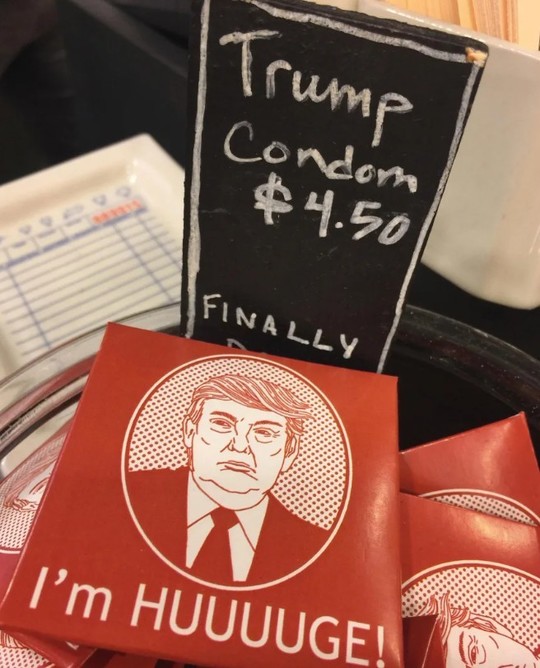 Trump
Condom
$4.50
FINALLY
I'm HUUUUGE!